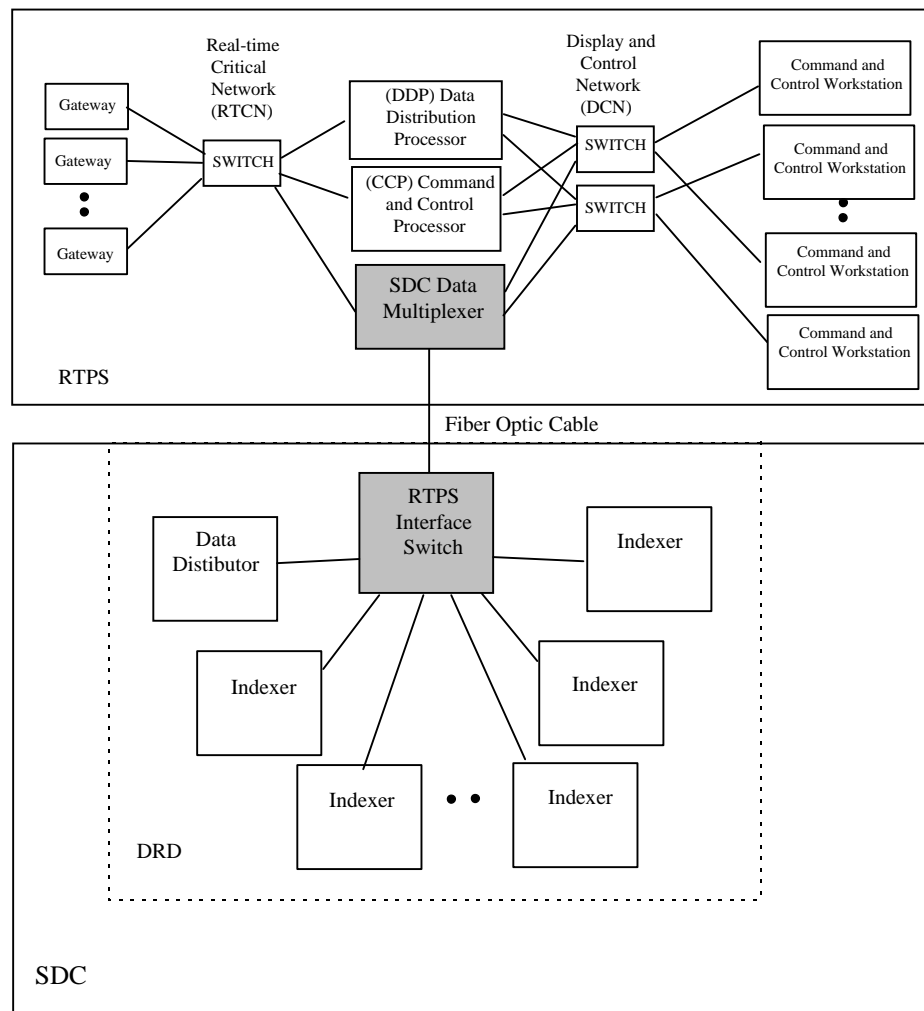 Real-time
Critical
Network
(RTCN)
Display and
Control
Network
(DCN)
Gateway
Gateway
Gateway
SWITCH
(DDP) Data
Distribution
Processor
(CCP) Command
and Control
Processor
SDC Data
Multiplexer
SWITCH
SWITCH
Command and
Control Workstation
Command and
Control Workstation
Command and
Control Workstation
Command and
Control Workstation
RTPS
Fiber Optic Cable
RTPS
Interface
Switch
Data
Distibutor
Indexer
Indexer
Indexer
Indexer
Indexer
DRD
SDC